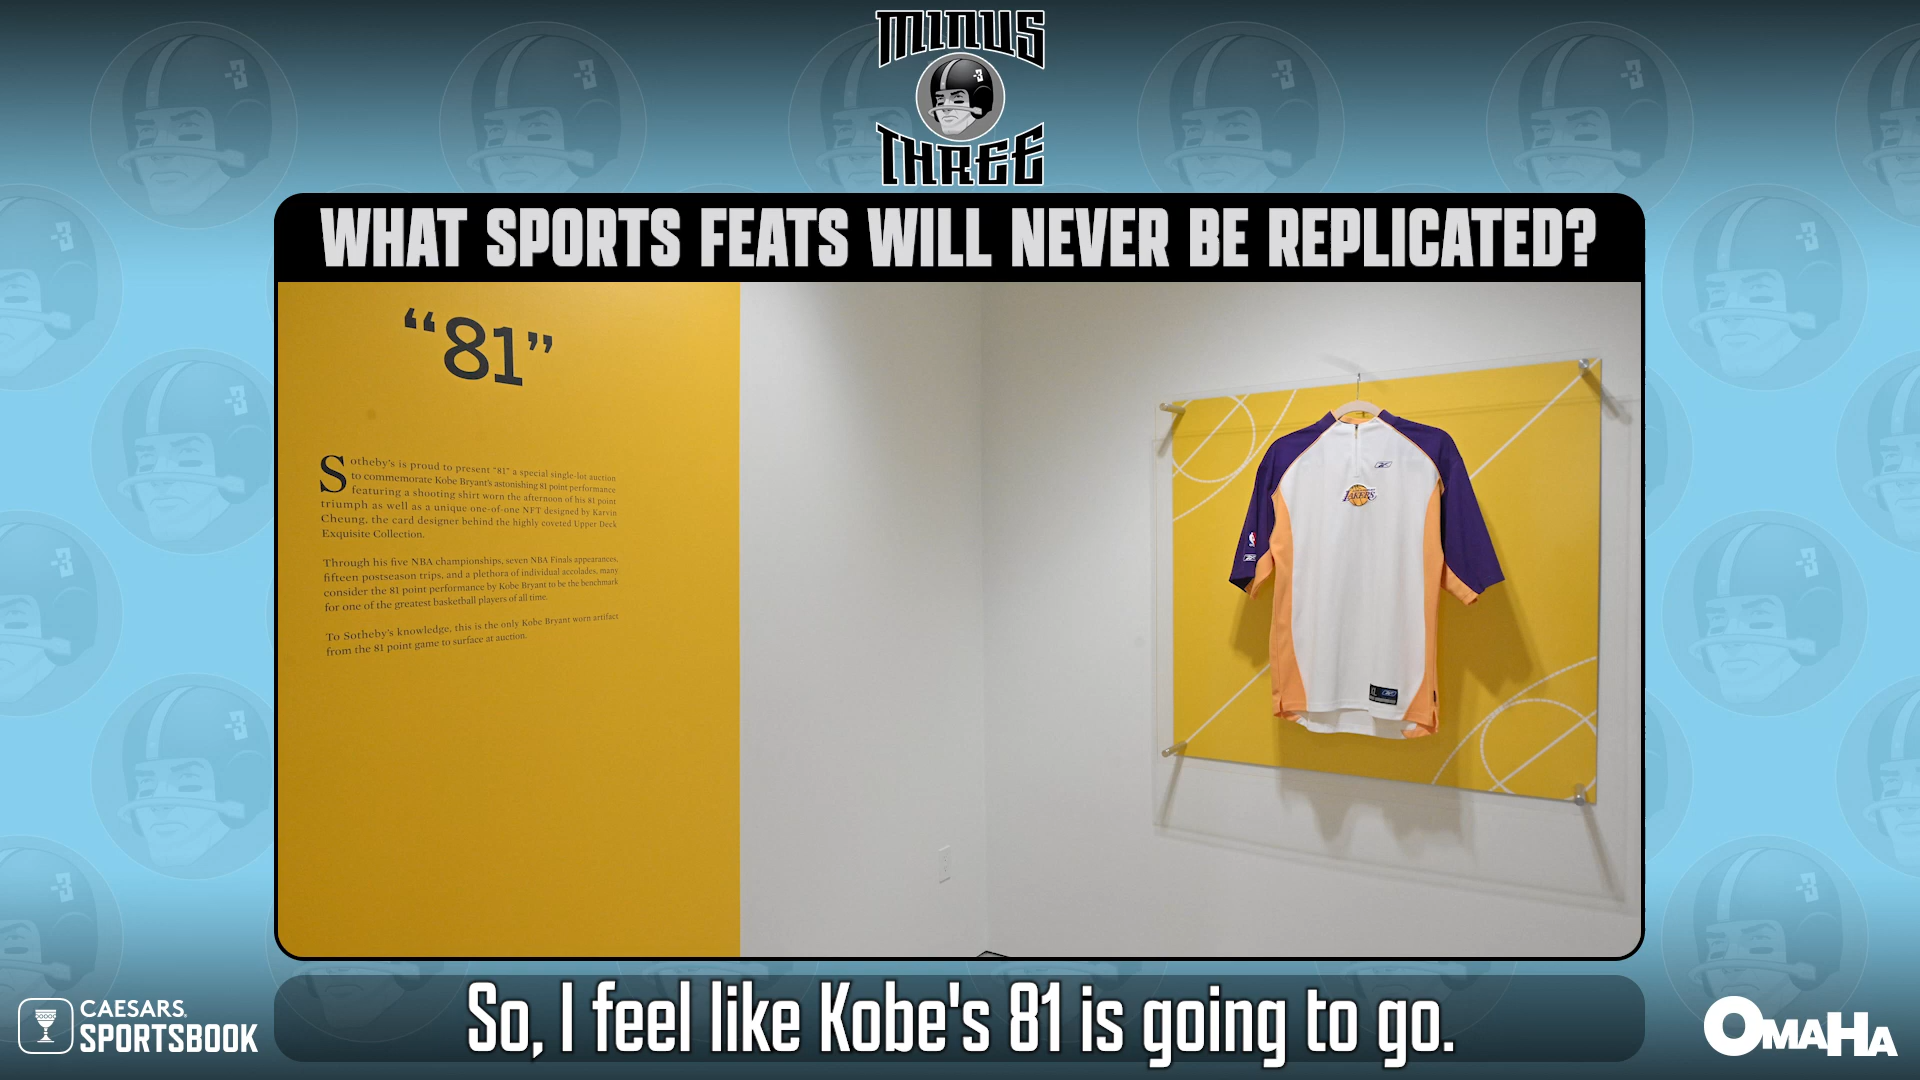 MINUS
-3
THREE
WHAT SPORTS FEATS WILL NEVER BE REPLICATED?
“81”
Sotheby's is proud to present “81” a special single-lot auction
to commemorate Kobe Bryant's astonishing 81 point performance
featuring a shooting shirt worn the afternoon of his 81 point
triumph as well as a unique one-of-one NFT designed by Karvin
Cheung, the card designer behind the highly coveted Upper Deck
Exquisite Collection.
Through his five NBA championships, seven NBA Finals appearances,
fifteen postseason trips, and a plethora of individual accolades, many
consider the 81 point performance by Kobe Bryant to be the benchmark
for one of the greatest basketball players of all time.
To Sotheby's knowledge, this is the only Kobe Bryant worn artifact
from the 81 point game to surface at auction.
LAKERS
So, I feel like Kobe's 81 is going to go.
CAESARS
SPORTSBOOK
OMAHA